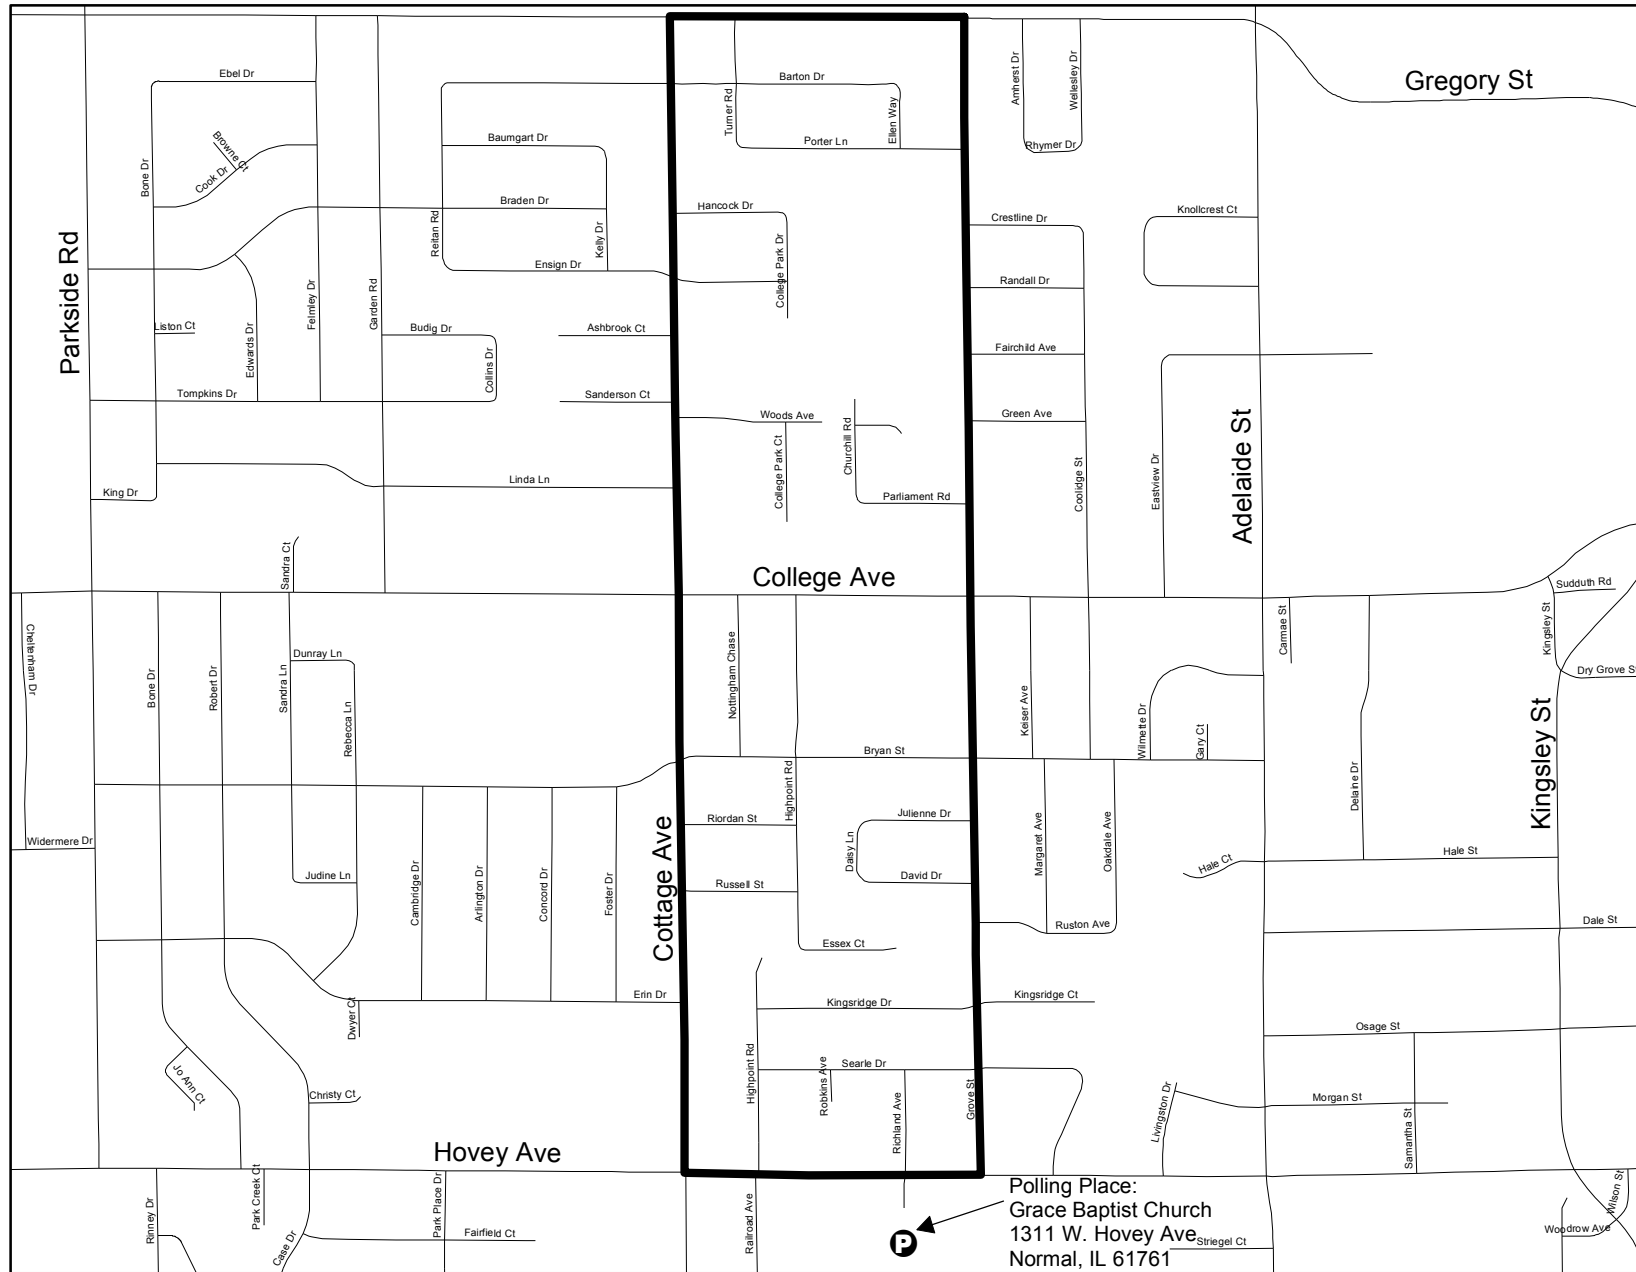 Ebel Dr
Barton Dr
Amherst Dr
Wellesley Dr
Gregory St
Turner Rd
Ellen Way
Baumgart Dr
Porter Ln
Rhymer Dr
Browne Ct
Bone Dr
Cook Dr
Braden Dr
Hancock Dr
Crestline Dr
Knollcrest Ct
Reitan Rd
Kelly Dr
College Park Dr
Ensign Dr
Randall Dr
Parkside Rd
Felmley Dr
Garden Rd
Liston Ct
Edwards Dr
Budig Dr
Ashbrook Ct
Collins Dr
Fairchild Ave
Tompkins Dr
Sanderson Ct
Woods Ave
Churchill Rd
Green Ave
College Park Ct
Coolidge St
Eastview Dr
Adelaide St
King Dr
Linda Ln
Parliament Rd
Sandra Ct
College Ave
Sudduth Rd
Kingsley St
Cheltenham Dr
Bone Dr
Robert Dr
Sandra Ln
Dunray Ln
Rebecca Ln
Nottingham Chase
Keiser Ave
Carmae St
Dry Grove St
Wilmette Dr
Gary Ct
Bryan St
Kingsley St
Highpoint Rd
Delaine Dr
Widermere Dr
Cottage Ave
Riordan St
Julienne Dr
Daisy Ln
Margaret Ave
Oakdale Ave
Hale Ct
Hale St
Judine Ln
Cambridge Dr
Arlington Dr
Concord Dr
Foster Dr
Russell St
David Dr
Ruston Ave
Dale St
Essex Ct
Erin Dr
Dwyer Ct
Kingsridge Dr
Kingsridge Ct
Osage St
Highpoint Rd
Searle Dr
Robkins Ave
Richland Ave
Grove St
Jo Ann Ct
Christy Ct
Livingston Dr
Morgan St
Samantha St
Hovey Ave
Rinney Dr
Park Creek Ct
Case Dr
Park Place Dr
Fairfield Ct
Railroad Ave
P
Polling Place:
Grace Baptist Church
1311 W. Hovey Ave
Normal, IL 61761
Striegel Ct
Woodrow Ave
Wilson St